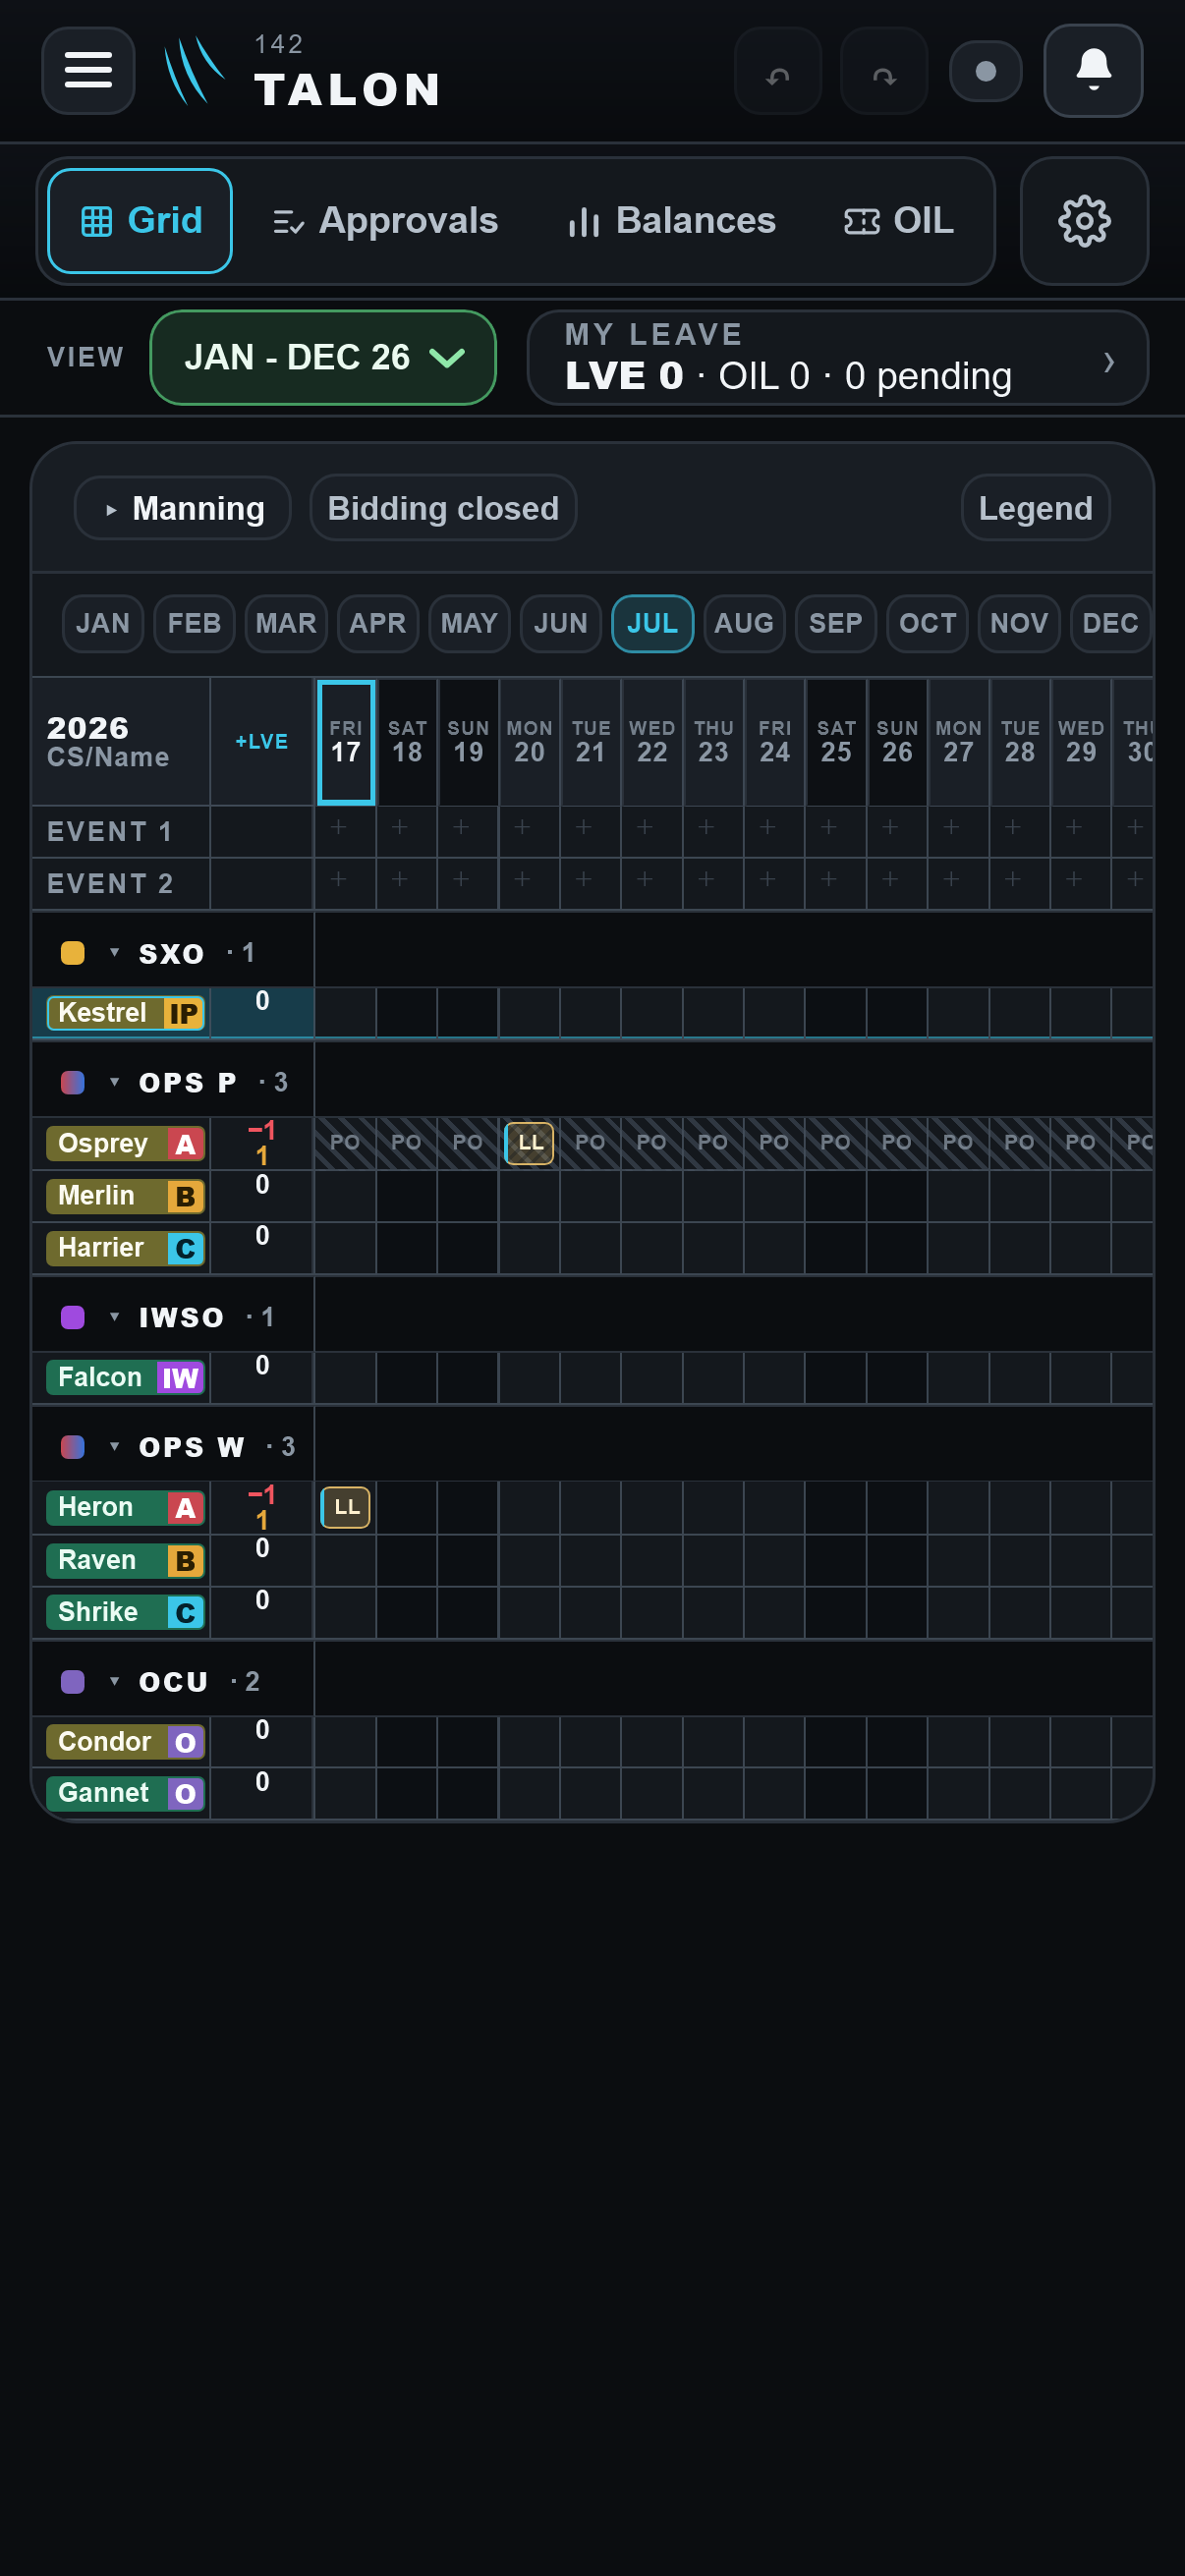 142
TALON
Grid Approvals Balances OIL
VIEW JAN - DEC 26
MY LEAVE
LVE 0 · OIL 0 · 0 pending
Manning Bidding closed Legend
JAN FEB MAR APR MAY JUN JUL AUG SEP OCT NOV DEC
2026
CS/Name
+LVE
FRI SAT SUN MON TUE WED THU FRI SAT SUN MON TUE WED THU
17 18 19 20 21 22 23 24 25 26 27 28 29 30
EVENT 1 + + + + + + + + + + + + + +
EVENT 2 + + + + + + + + + + + + + +
SXO · 1
Kestrel IP 0
OPS P · 3
Osprey A −1 1 PO PO PO LL PO PO PO PO PO PO PO PO PO PO
Merlin B 0
Harrier C 0
IWSO · 1
Falcon IW 0
OPS W · 3
Heron A −1 1 LL
Raven B 0
Shrike C 0
OCU · 2
Condor O 0
Gannet O 0